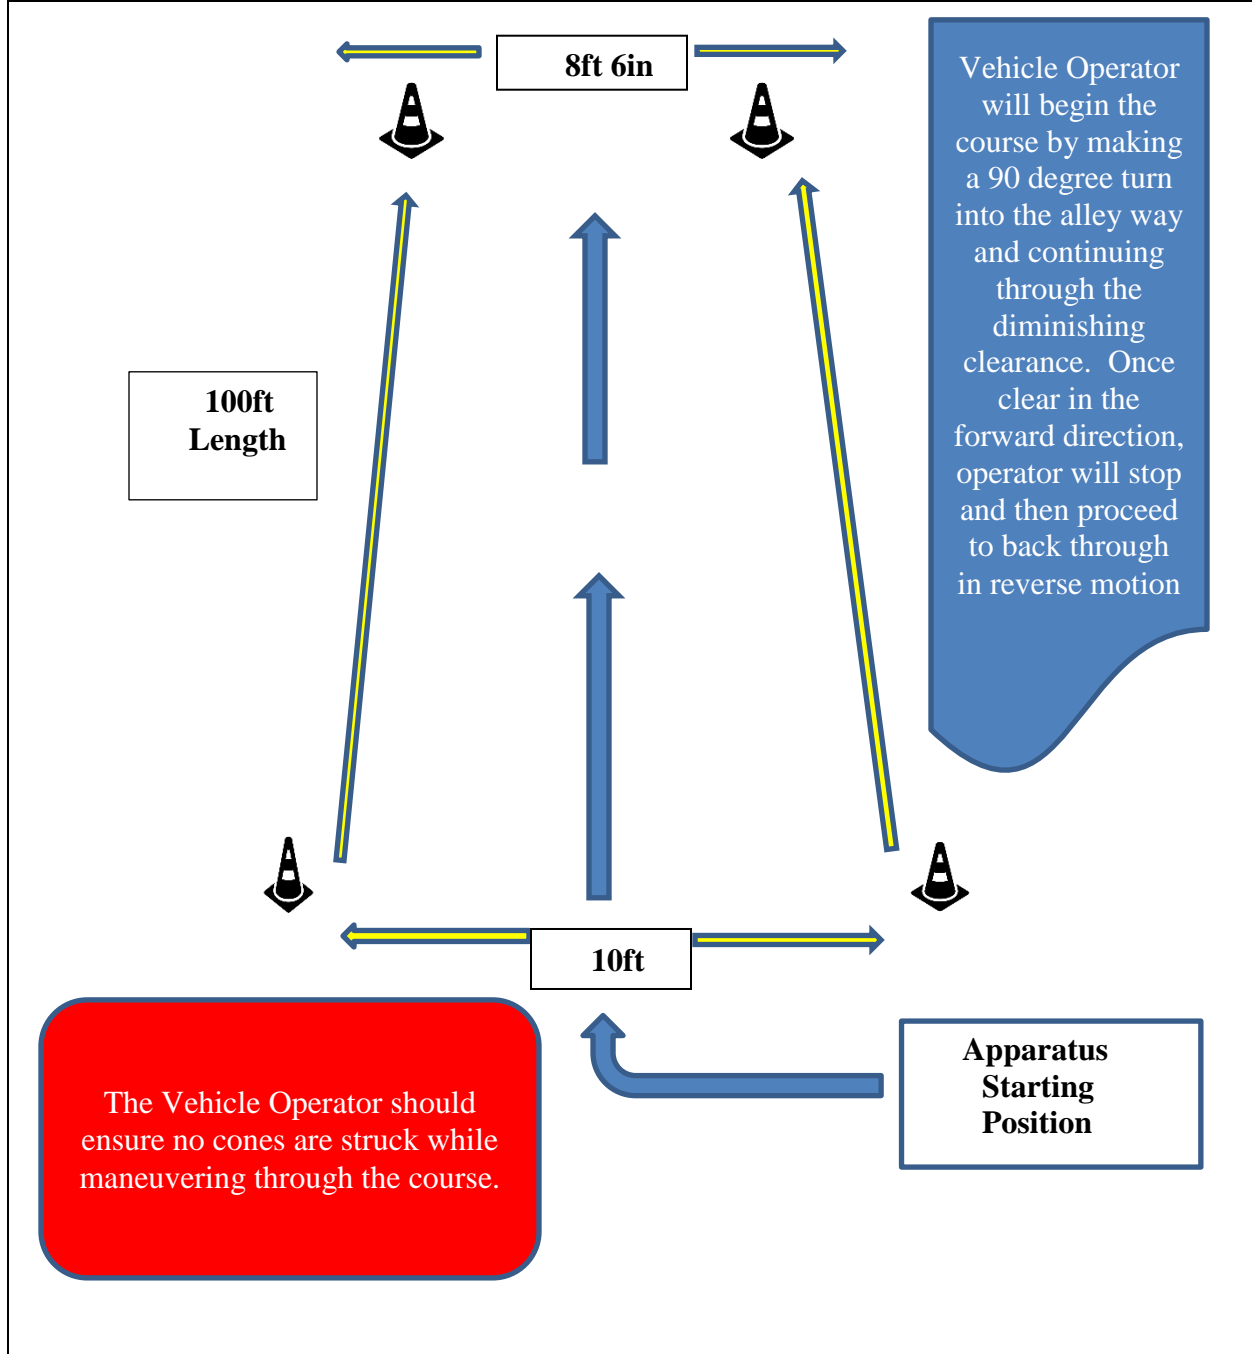 8ft 6in
Vehicle Operator
will begin the
course by making
a 90 degree turn
into the alley way
and continuing
through the
diminishing
clearance.  Once
clear in the
forward direction,
operator will stop
and then proceed
to back through
in reverse motion
100ft
Length
10ft
Apparatus
Starting
Position
The Vehicle Operator should
ensure no cones are struck while
maneuvering through the course.